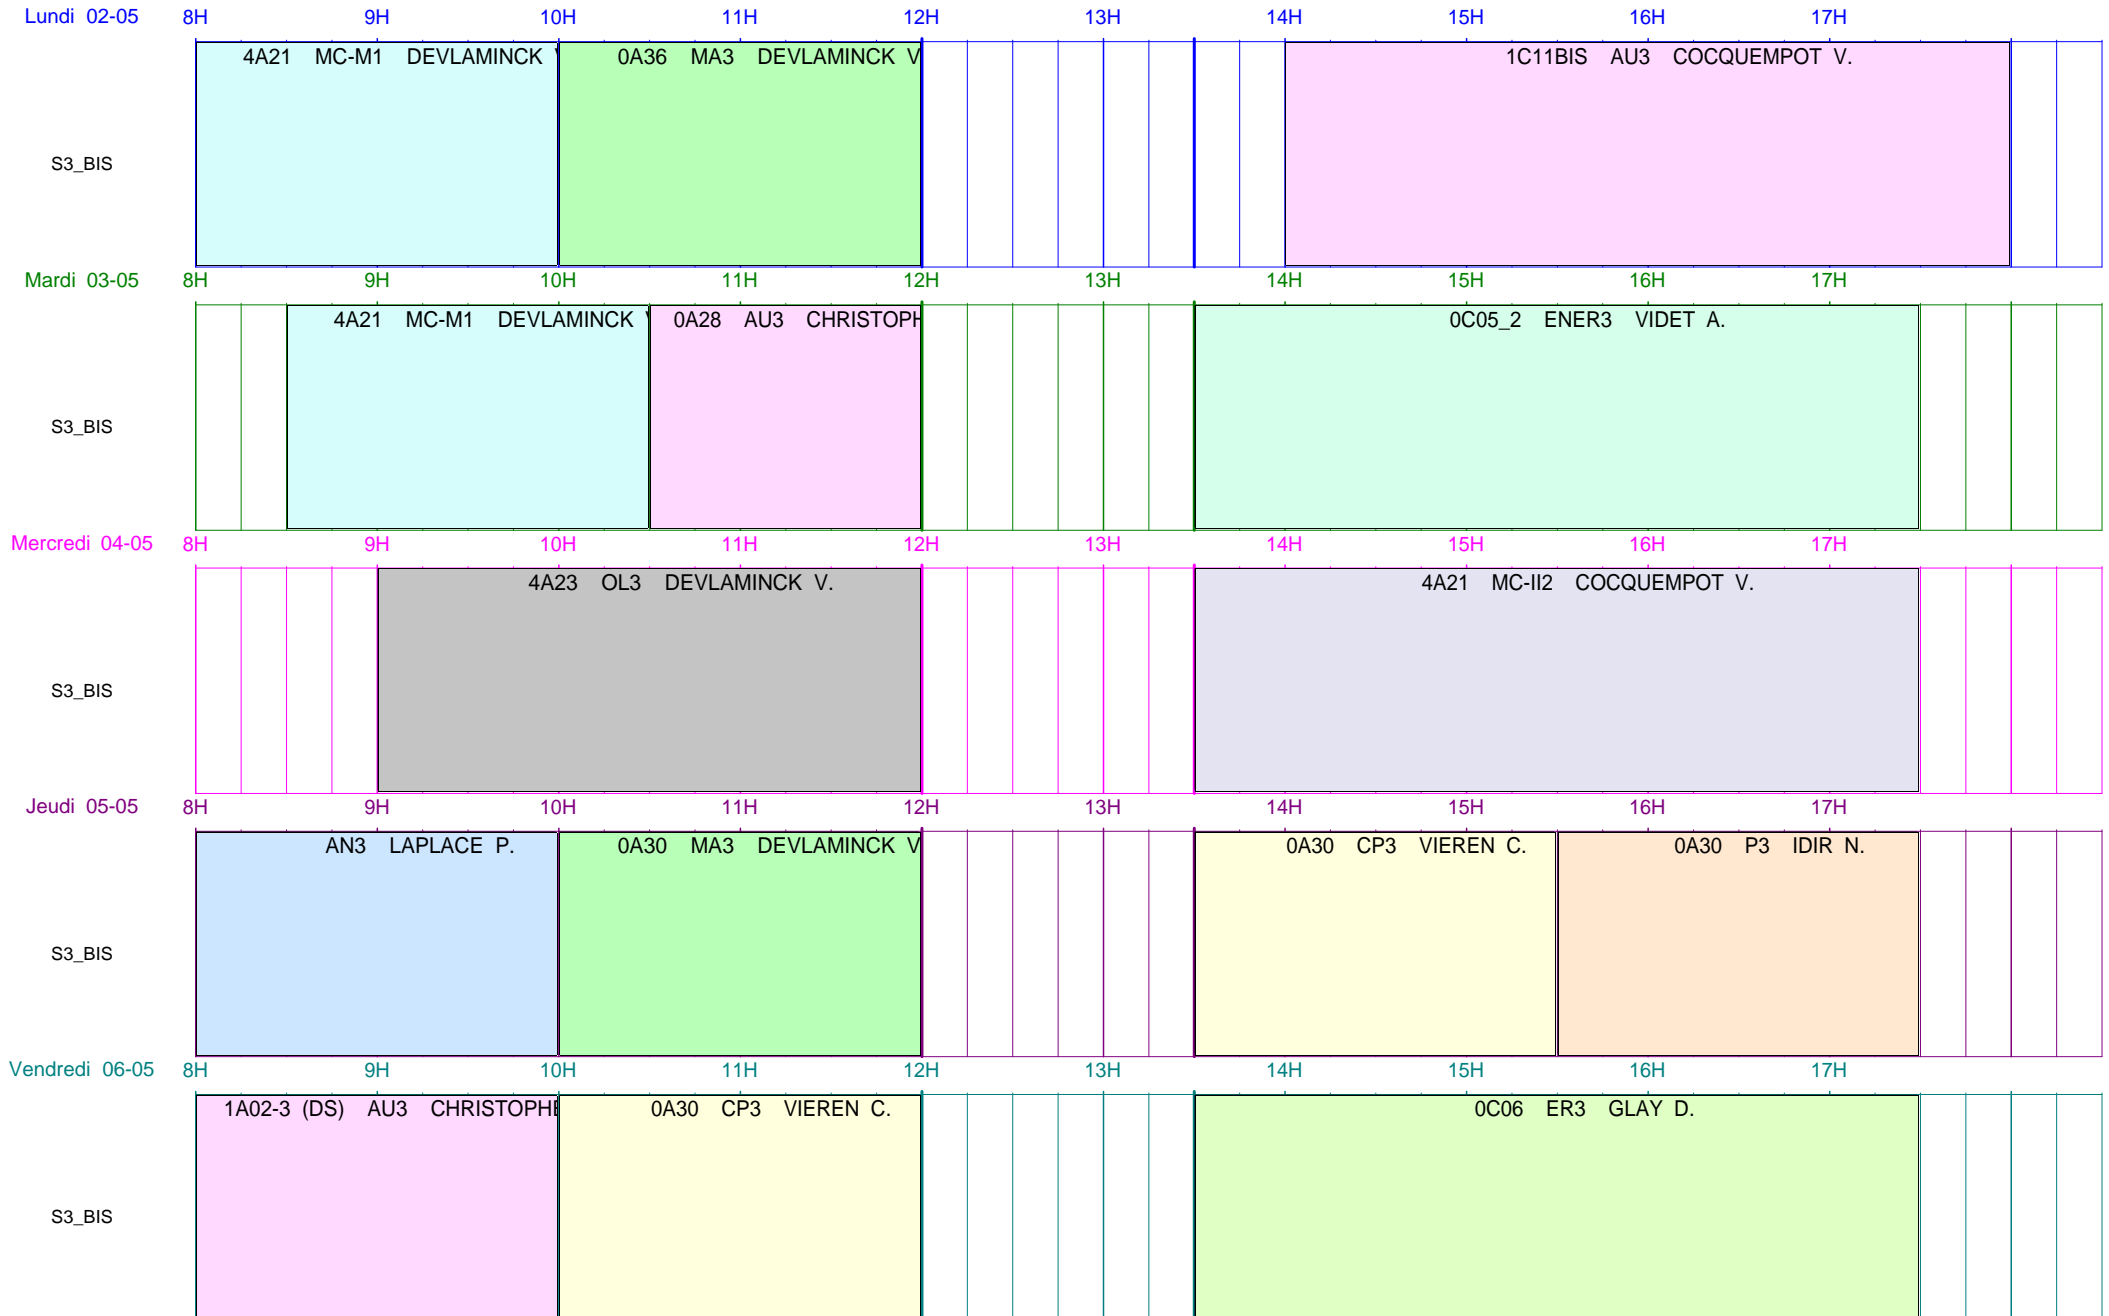 Lundi 02-05 8H 9H 10H 11H 12H 13H 14H 15H 16H 17H
4A21 MC-M1 DEVLAMINCK 0A36 MA3 DEVLAMINCK V 1C11BIS AU3 COCQUEMPOT V.
S3_BIS
Mardi 03-05 8H 9H 10H 11H 12H 13H 14H 15H 16H 17H
4A21 MC-M1 DEVLAMINCK 0A28 AU3 CHRISTOPH 0C05_2 ENER3 VIDET A.
S3_BIS
Mercredi 04-05 8H 9H 10H 11H 12H 13H 14H 15H 16H 17H
4A23 OL3 DEVLAMINCK V. 4A21 MC-II2 COCQUEMPOT V.
S3_BIS
Jeudi 05-05 8H 9H 10H 11H 12H 13H 14H 15H 16H 17H
AN3 LAPLACE P. 0A30 MA3 DEVLAMINCK V 0A30 CP3 VIEREN C. 0A30 P3 IDIR N.
S3_BIS
Vendredi 06-05 8H 9H 10H 11H 12H 13H 14H 15H 16H 17H
1A02-3 (DS) AU3 CHRISTOPHE 0A30 CP3 VIEREN C. 0C06 ER3 GLAY D.
S3_BIS